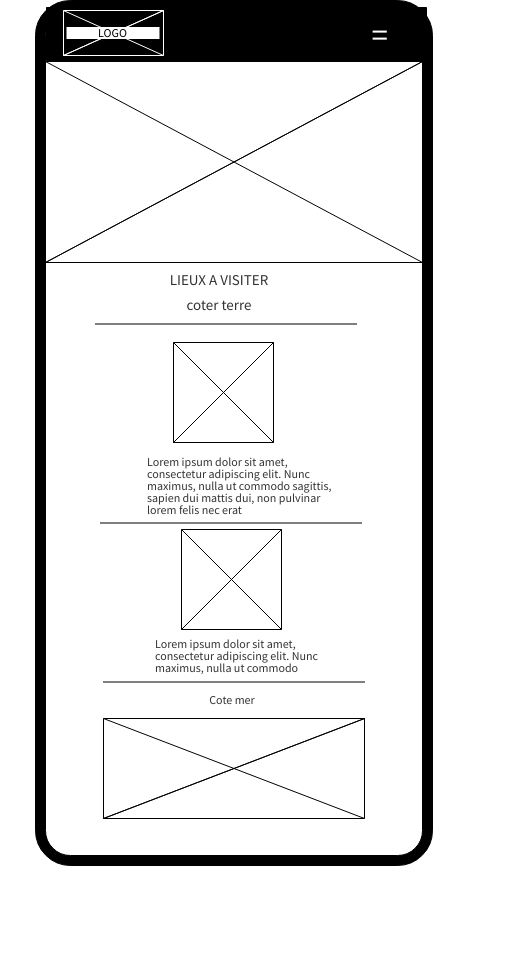 LOGO
LIEUX A VISITER
coter terre
Lorem ipsum dolor sit amet,
consectetur adipiscing elit. Nunc
maximus, nulla ut commodo sagittis,
sapien dui mattis dui, non pulvinar
lorem felis nec erat
Lorem ipsum dolor sit amet,
consectetur adipiscing elit. Nunc
maximus, nulla ut commodo
Cote mer